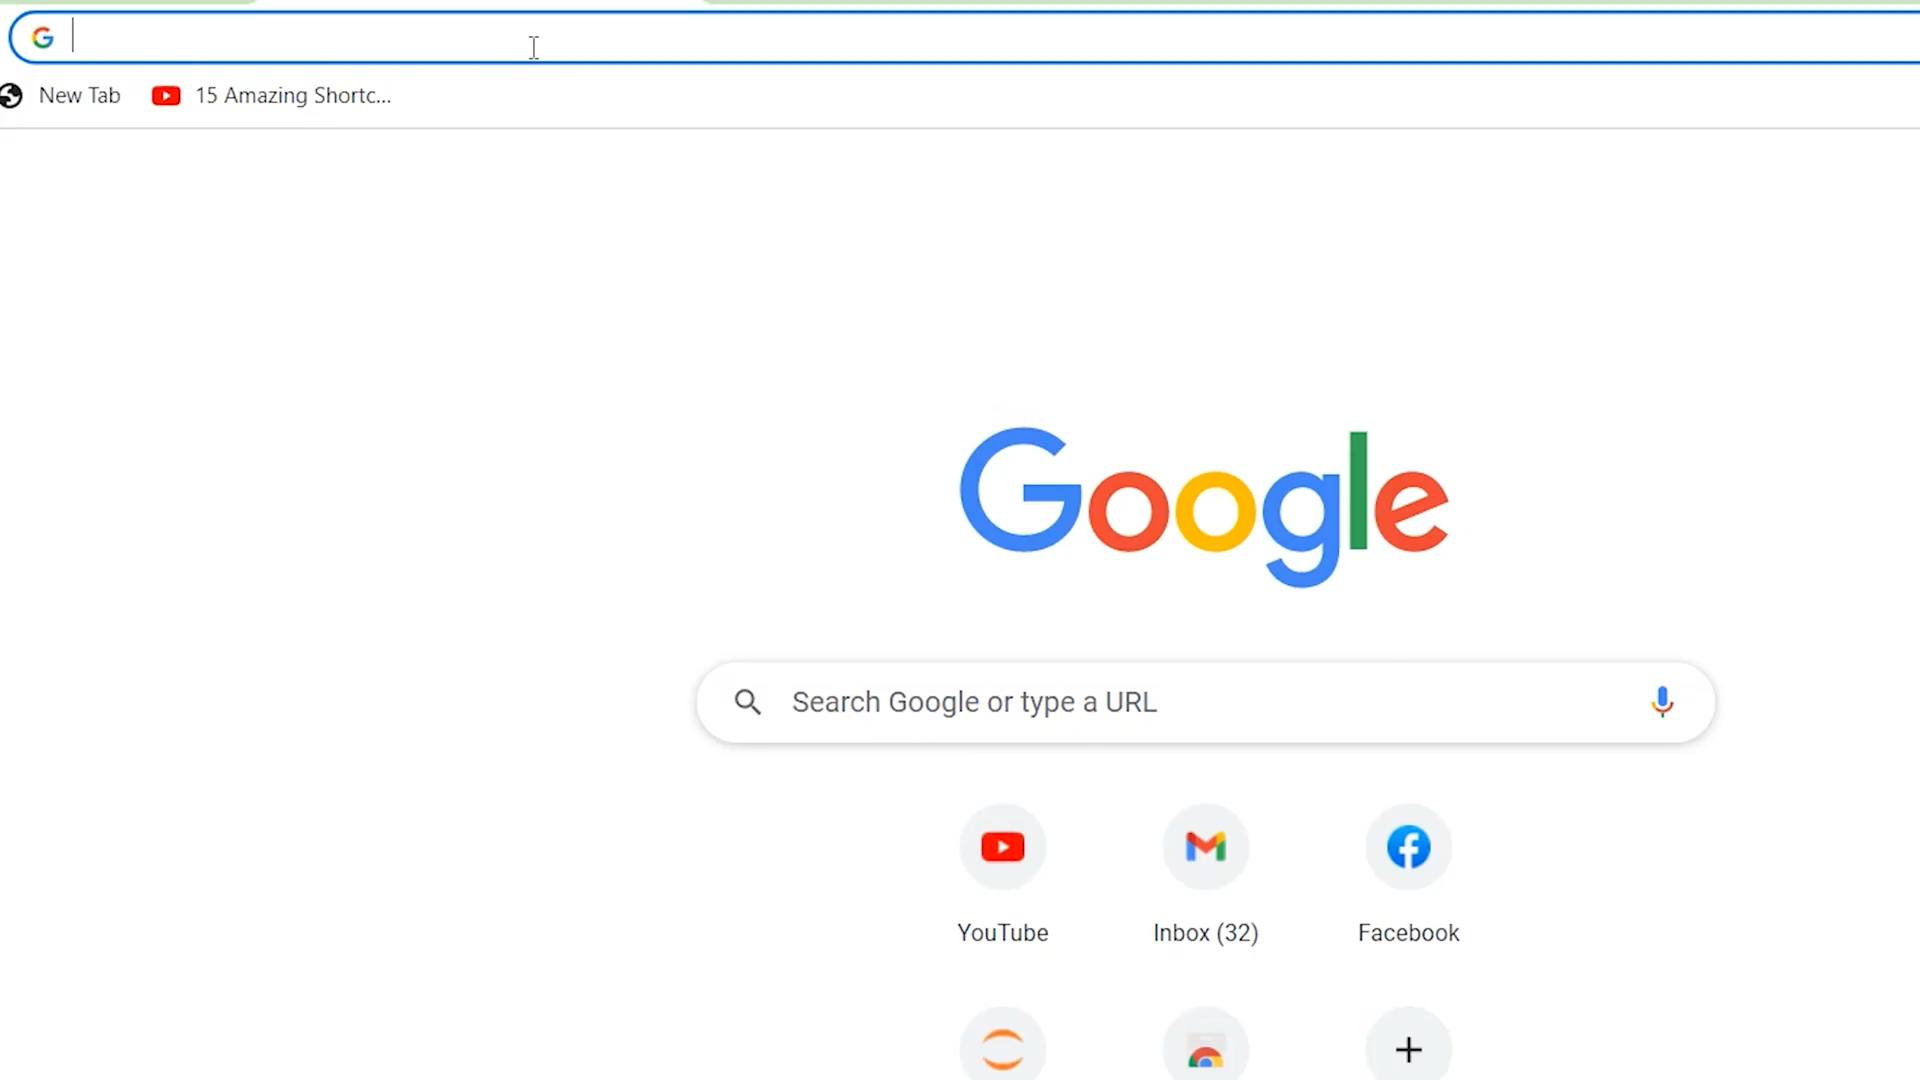 New Tab 15 Amazing Shortc...
Google
Search Google or type a URL
YouTube Inbox (32) Facebook